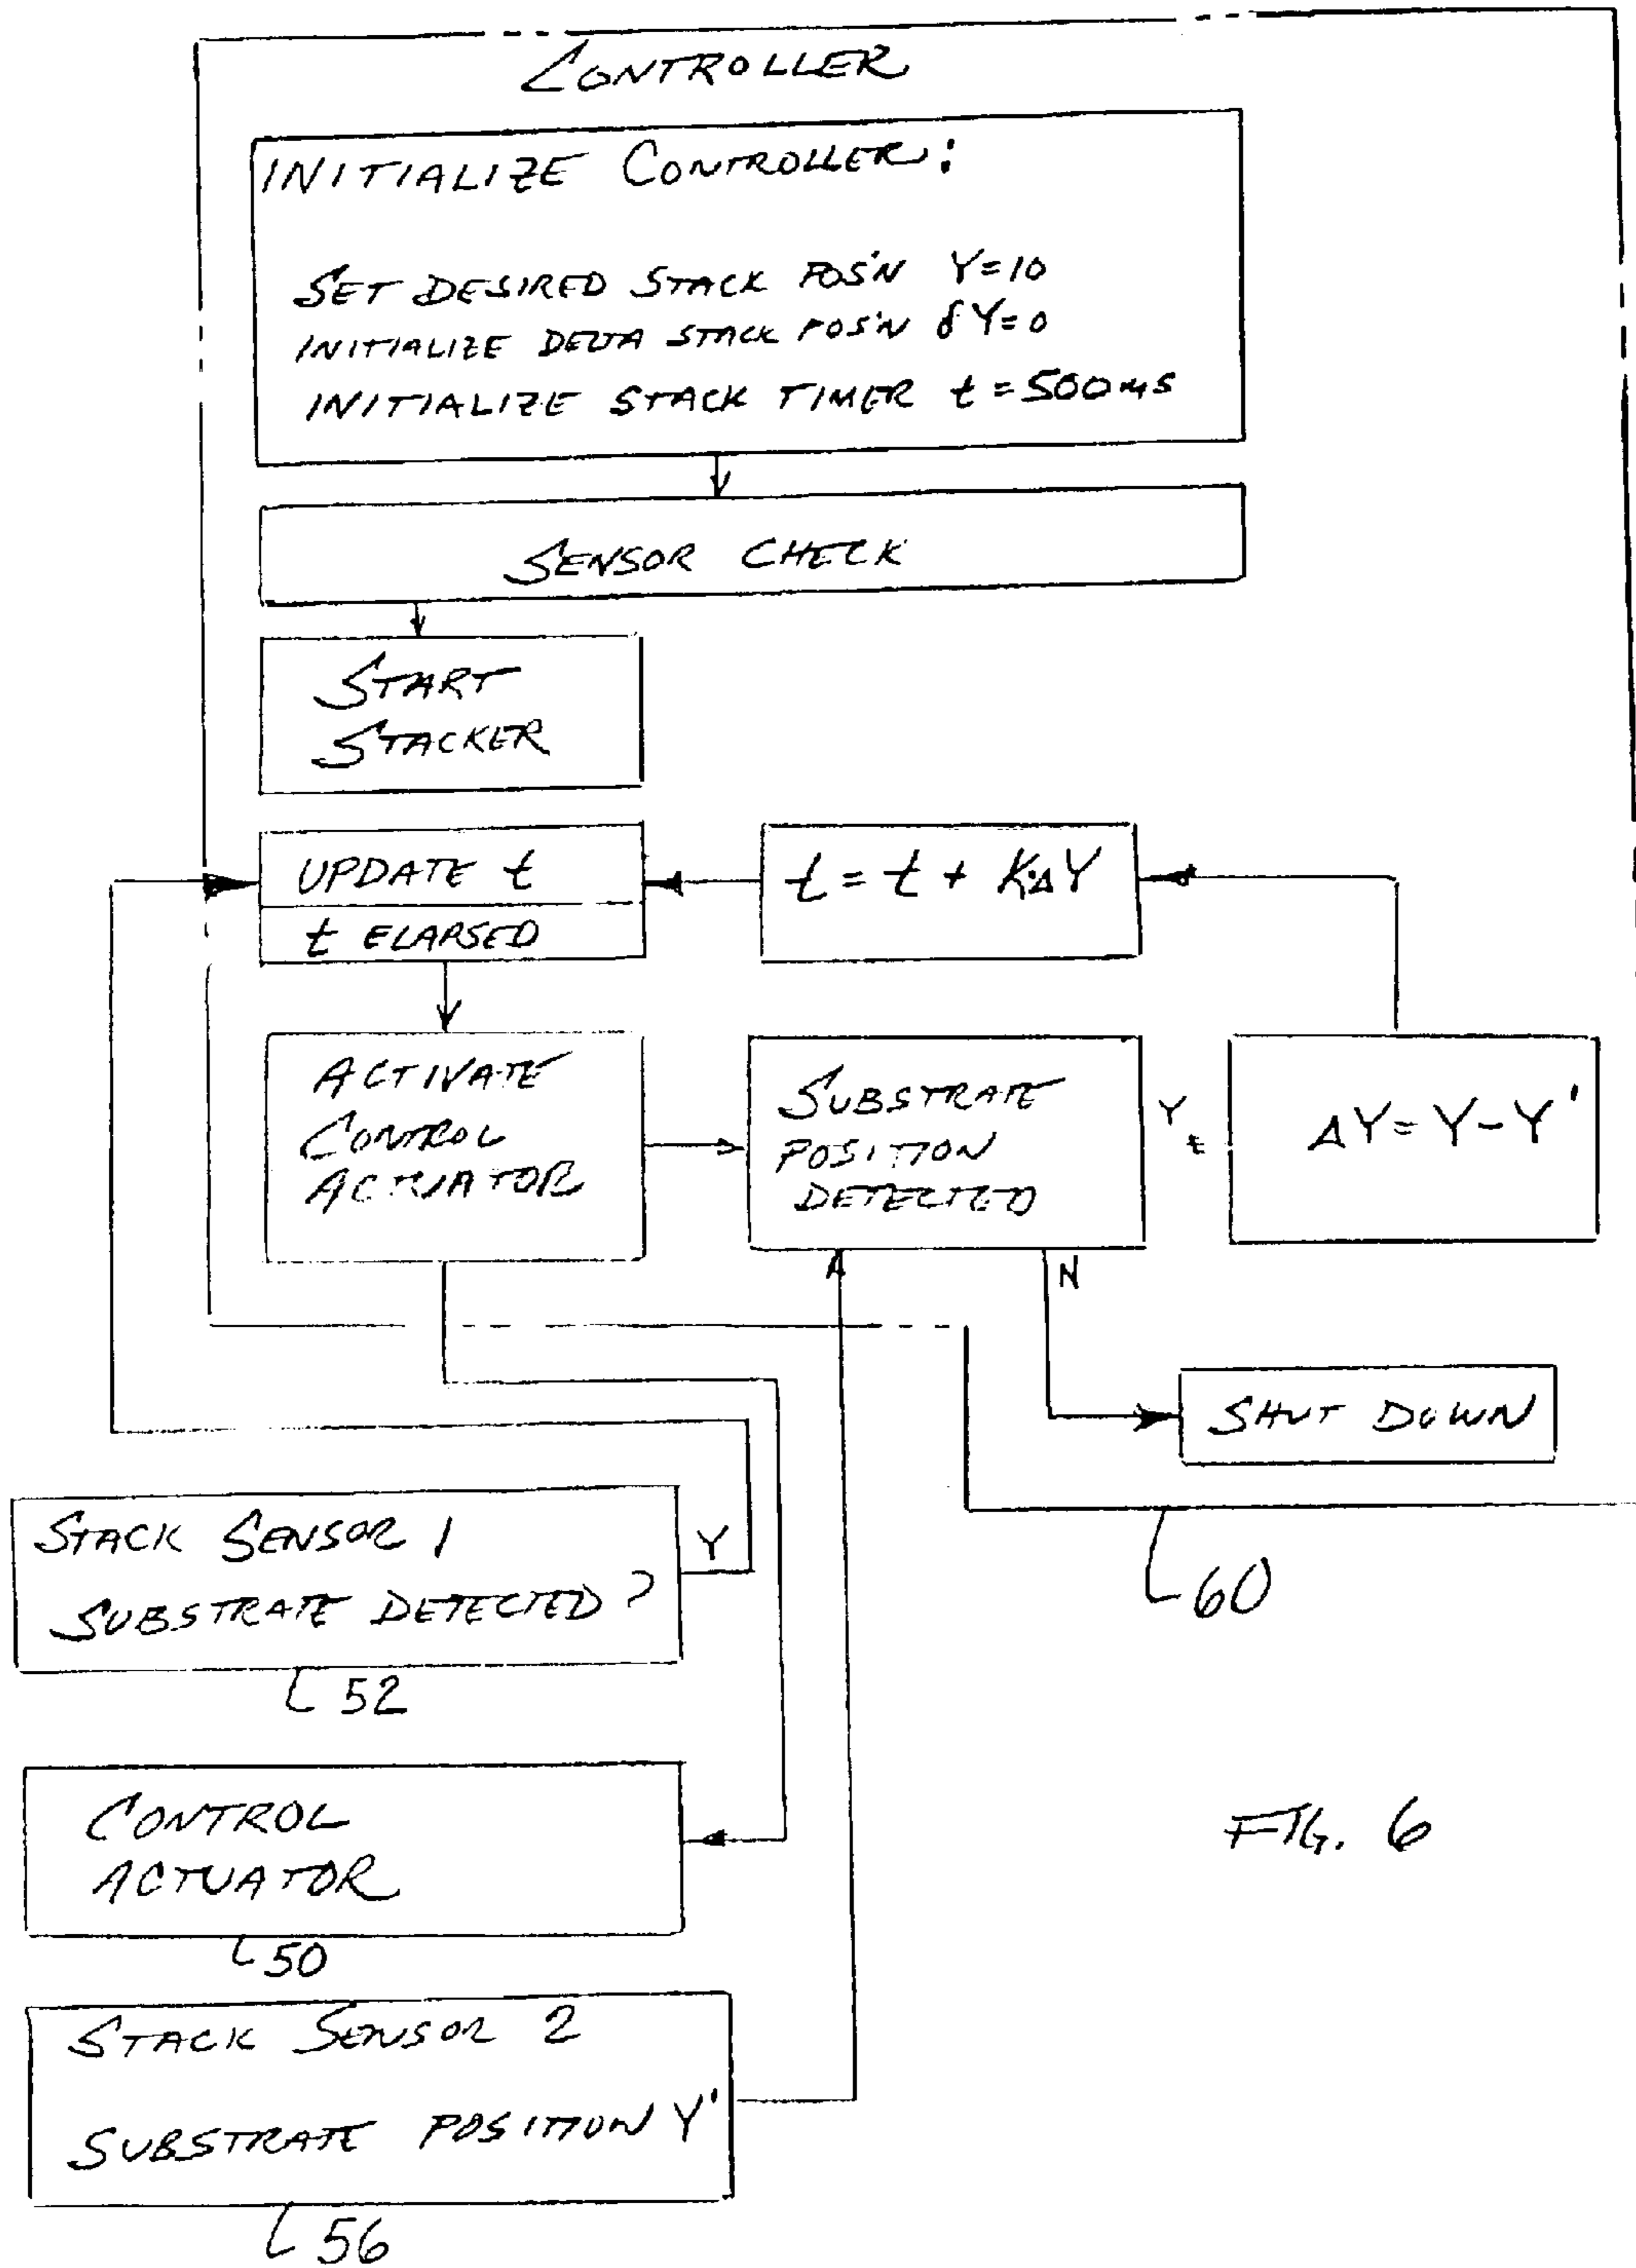 CONTROLLER
INITIALIZE CONTROLLER:
SET DESIRED STACK POS'N Y=10
INITIALIZE DELTA STACK POS'N δY=0
INITIALIZE STACK TIMER t=500ms
SENSOR CHECK
START
STACKER
UPDATE t
t ELAPSED
t = t + K·ΔY
ACTIVATE
CONTROL
ACTUATOR
SUBSTRATE
POSITION
DETECTED
Y
ΔY = Y-Y'
N
SHUT DOWN
60
STACK SENSOR 1
SUBSTRATE DETECTED?
Y
52
CONTROL
ACTUATOR
50
STACK SENSOR 2
SUBSTRATE POSITION Y'
56
FIG. 6